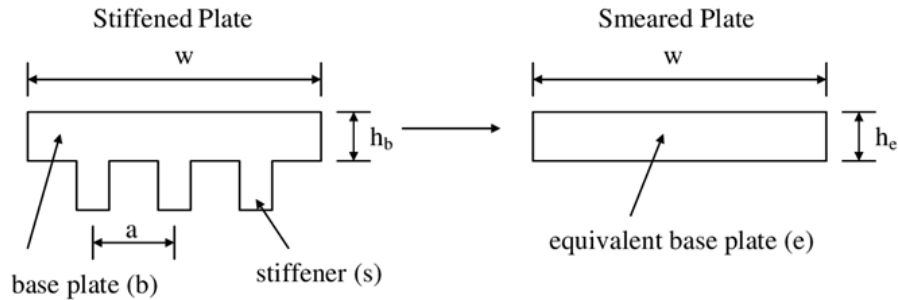 Stiffened Plate
w
h_b
a
base plate (b)
stiffener (s)
Smeared Plate
w
h_e
equivalent base plate (e)